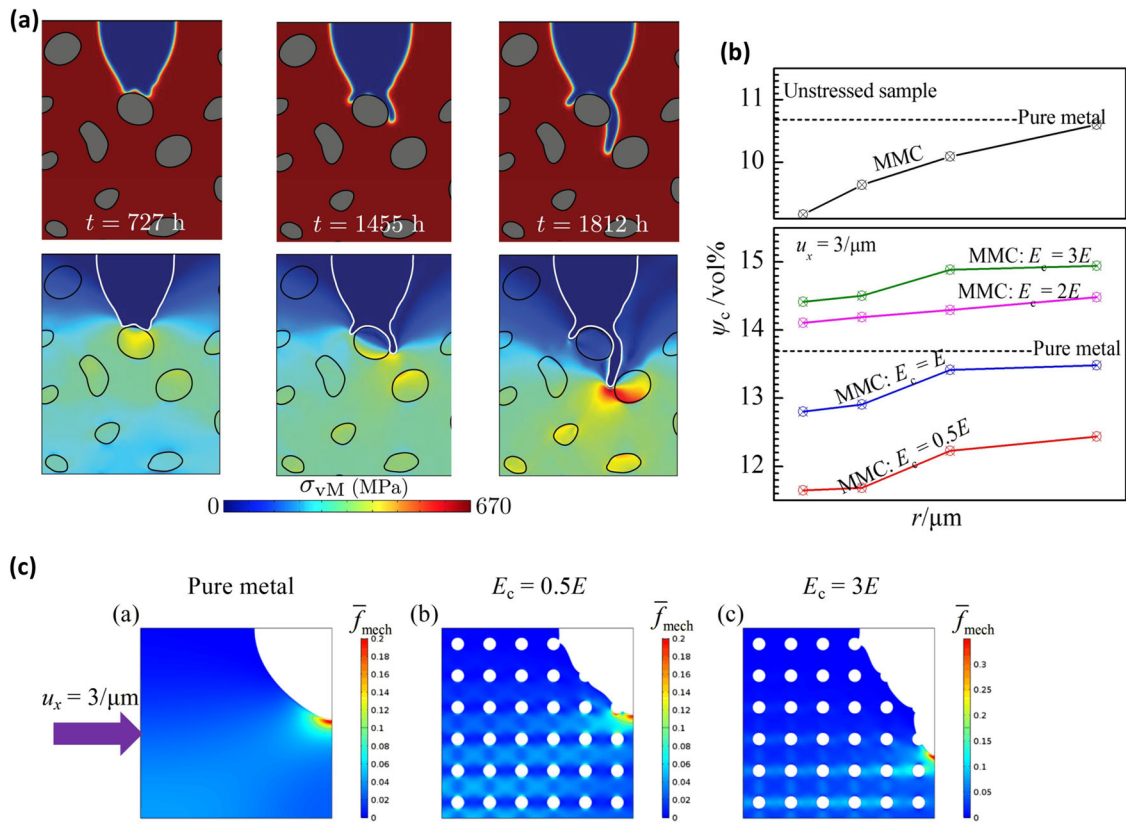 (a)
t = 727 h
t = 1455 h
t = 1812 h
0
σvM (MPa)
670
(b)
Unstressed sample
11
Pure metal
10
MMC
ψc/vol%
uₓ = 3/μm
15
MMC: Ec = 3E
MMC: Ec = 2E
14
Pure metal
MMC: Ec = E
13
MMC: Ec = 0.5E
12
r/μm
(c)
Pure metal
Ec = 0.5E
Ec = 3E
(a)
f̅mech
(b)
f̅mech
(c)
f̅mech
uₓ = 3/μm
0.2
0.18
0.16
0.14
0.12
0.1
0.08
0.06
0.04
0.02
0
0.2
0.18
0.16
0.14
0.12
0.1
0.08
0.06
0.04
0.02
0
0.35
0.3
0.25
0.2
0.15
0.1
0.05
0